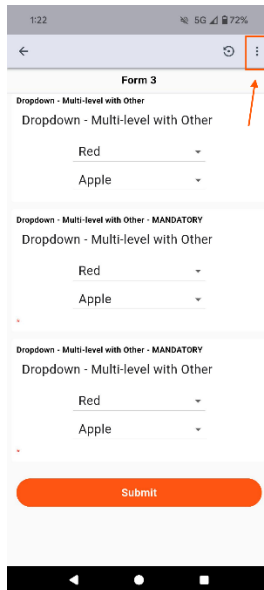 1:22 5G 72%
Form 3
Dropdown - Multi-level with Other
Dropdown - Multi-level with Other
Red
Apple
Dropdown - Multi-level with Other - MANDATORY
Dropdown - Multi-level with Other
Red
Apple
*
Dropdown - Multi-level with Other - MANDATORY
Dropdown - Multi-level with Other
Red
Apple
*
Submit